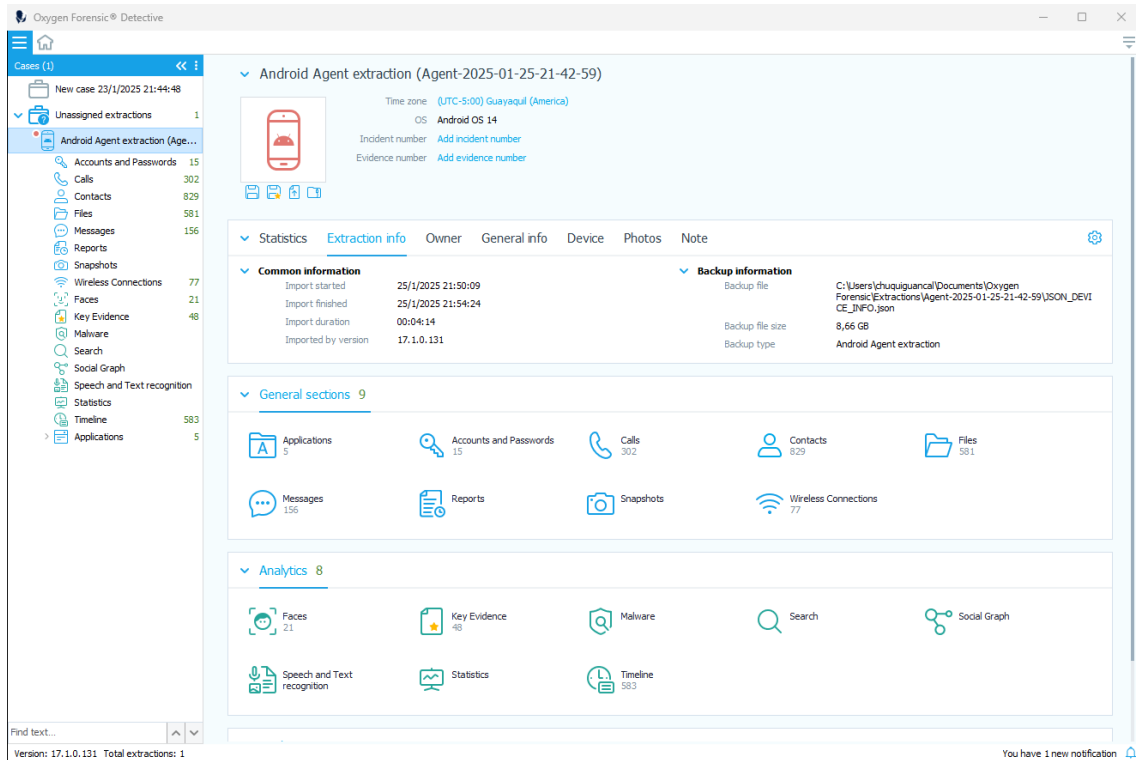 Oxygen Forensic® Detective
Cases (1)
New case 23/1/2025 21:44:48
Unassigned extractions 1
Android Agent extraction (Age...
Accounts and Passwords 15
Calls 302
Contacts 829
Files 581
Messages 156
Reports
Snapshots
Wireless Connections 77
Faces 21
Key Evidence 48
Malware
Search
Social Graph
Speech and Text recognition
Statistics
Timeline 583
Applications 5
Find text...
Android Agent extraction (Agent-2025-01-25-21-42-59)
Time zone (UTC-5:00) Guayaquil (America)
OS Android OS 14
Incident number Add incident number
Evidence number Add evidence number
Statistics Extraction info Owner General info Device Photos Note
Common information
Import started 25/1/2025 21:50:09
Import finished 25/1/2025 21:54:24
Import duration 00:04:14
Imported by version 17.1.0.131
Backup information
Backup file C:\Users\chuquiguancal\Documents\Oxygen
Forensic\Extractions\Agent-2025-01-25-21-42-59\JSON_DEVI
CE_INFO.json
Backup file size 8,66 GB
Backup type Android Agent extraction
General sections 9
Applications
5
Accounts and Passwords
15
Calls
302
Contacts
829
Files
581
Messages
156
Reports
Snapshots
Wireless Connections
77
Analytics 8
Faces
21
Key Evidence
48
Malware
Search
Social Graph
Speech and Text
recognition
Statistics
Timeline
583
Version: 17.1.0.131 Total extractions: 1
You have 1 new notification